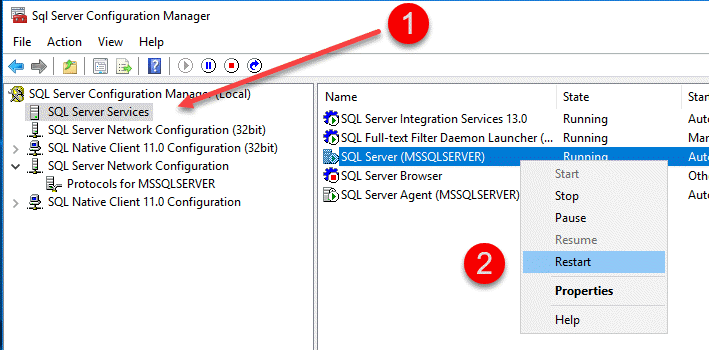 Sql Server Configuration Manager
1
File Action View Help
SQL Server Configuration Manager (Local)
SQL Server Services
SQL Server Network Configuration (32bit)
SQL Native Client 11.0 Configuration (32bit)
SQL Server Network Configuration
Protocols for MSSQLSERVER
SQL Native Client 11.0 Configuration
Name State Star
SQL Server Integration Services 13.0 Running Auto
SQL Full-text Filter Daemon Launcher (... Running Man
SQL Server (MSSQLSERVER) Running Auto
SQL Server Browser Othe
SQL Server Agent (MSSQLSERVER) Auto
Start
Stop
Pause
Resume
2
Restart
Properties
Help